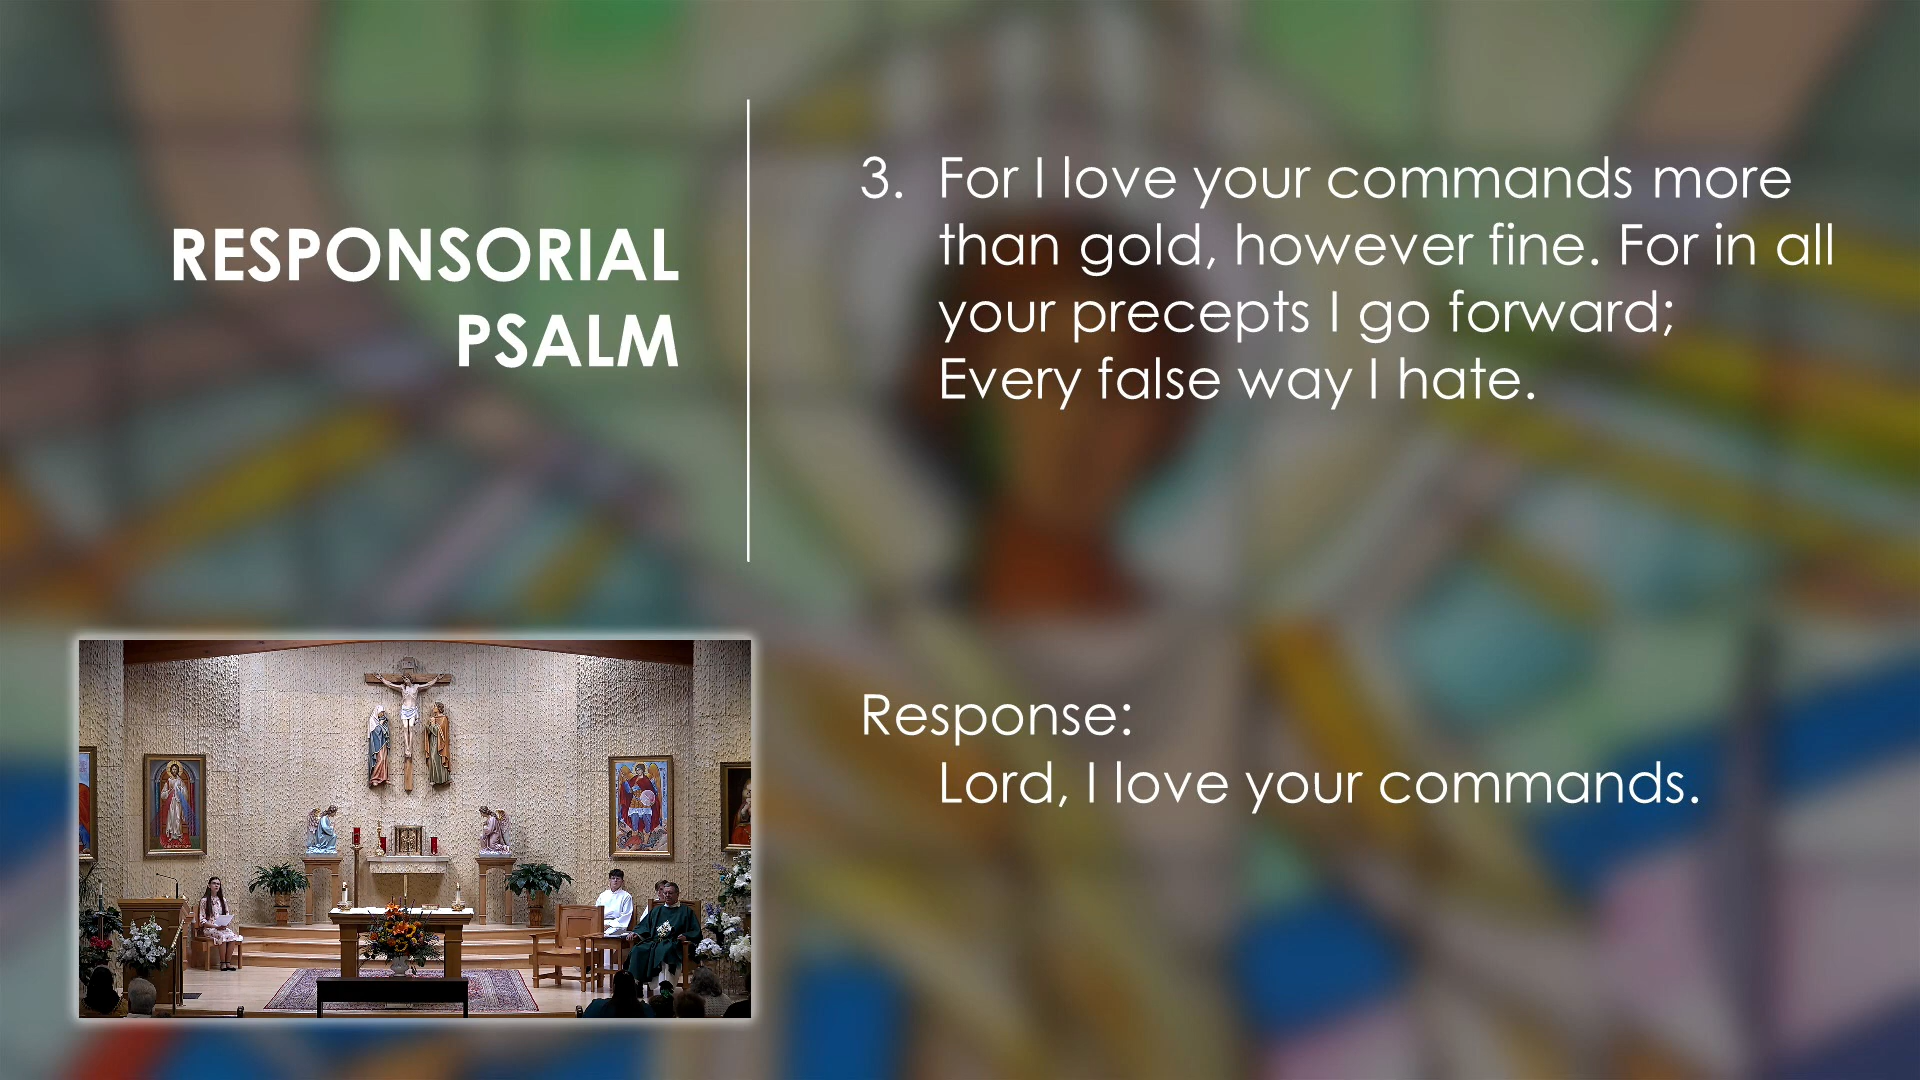 RESPONSORIAL
PSALM
3. For I love your commands more
than gold, however fine. For in all
your precepts I go forward;
Every false way I hate.
Response:
Lord, I love your commands.